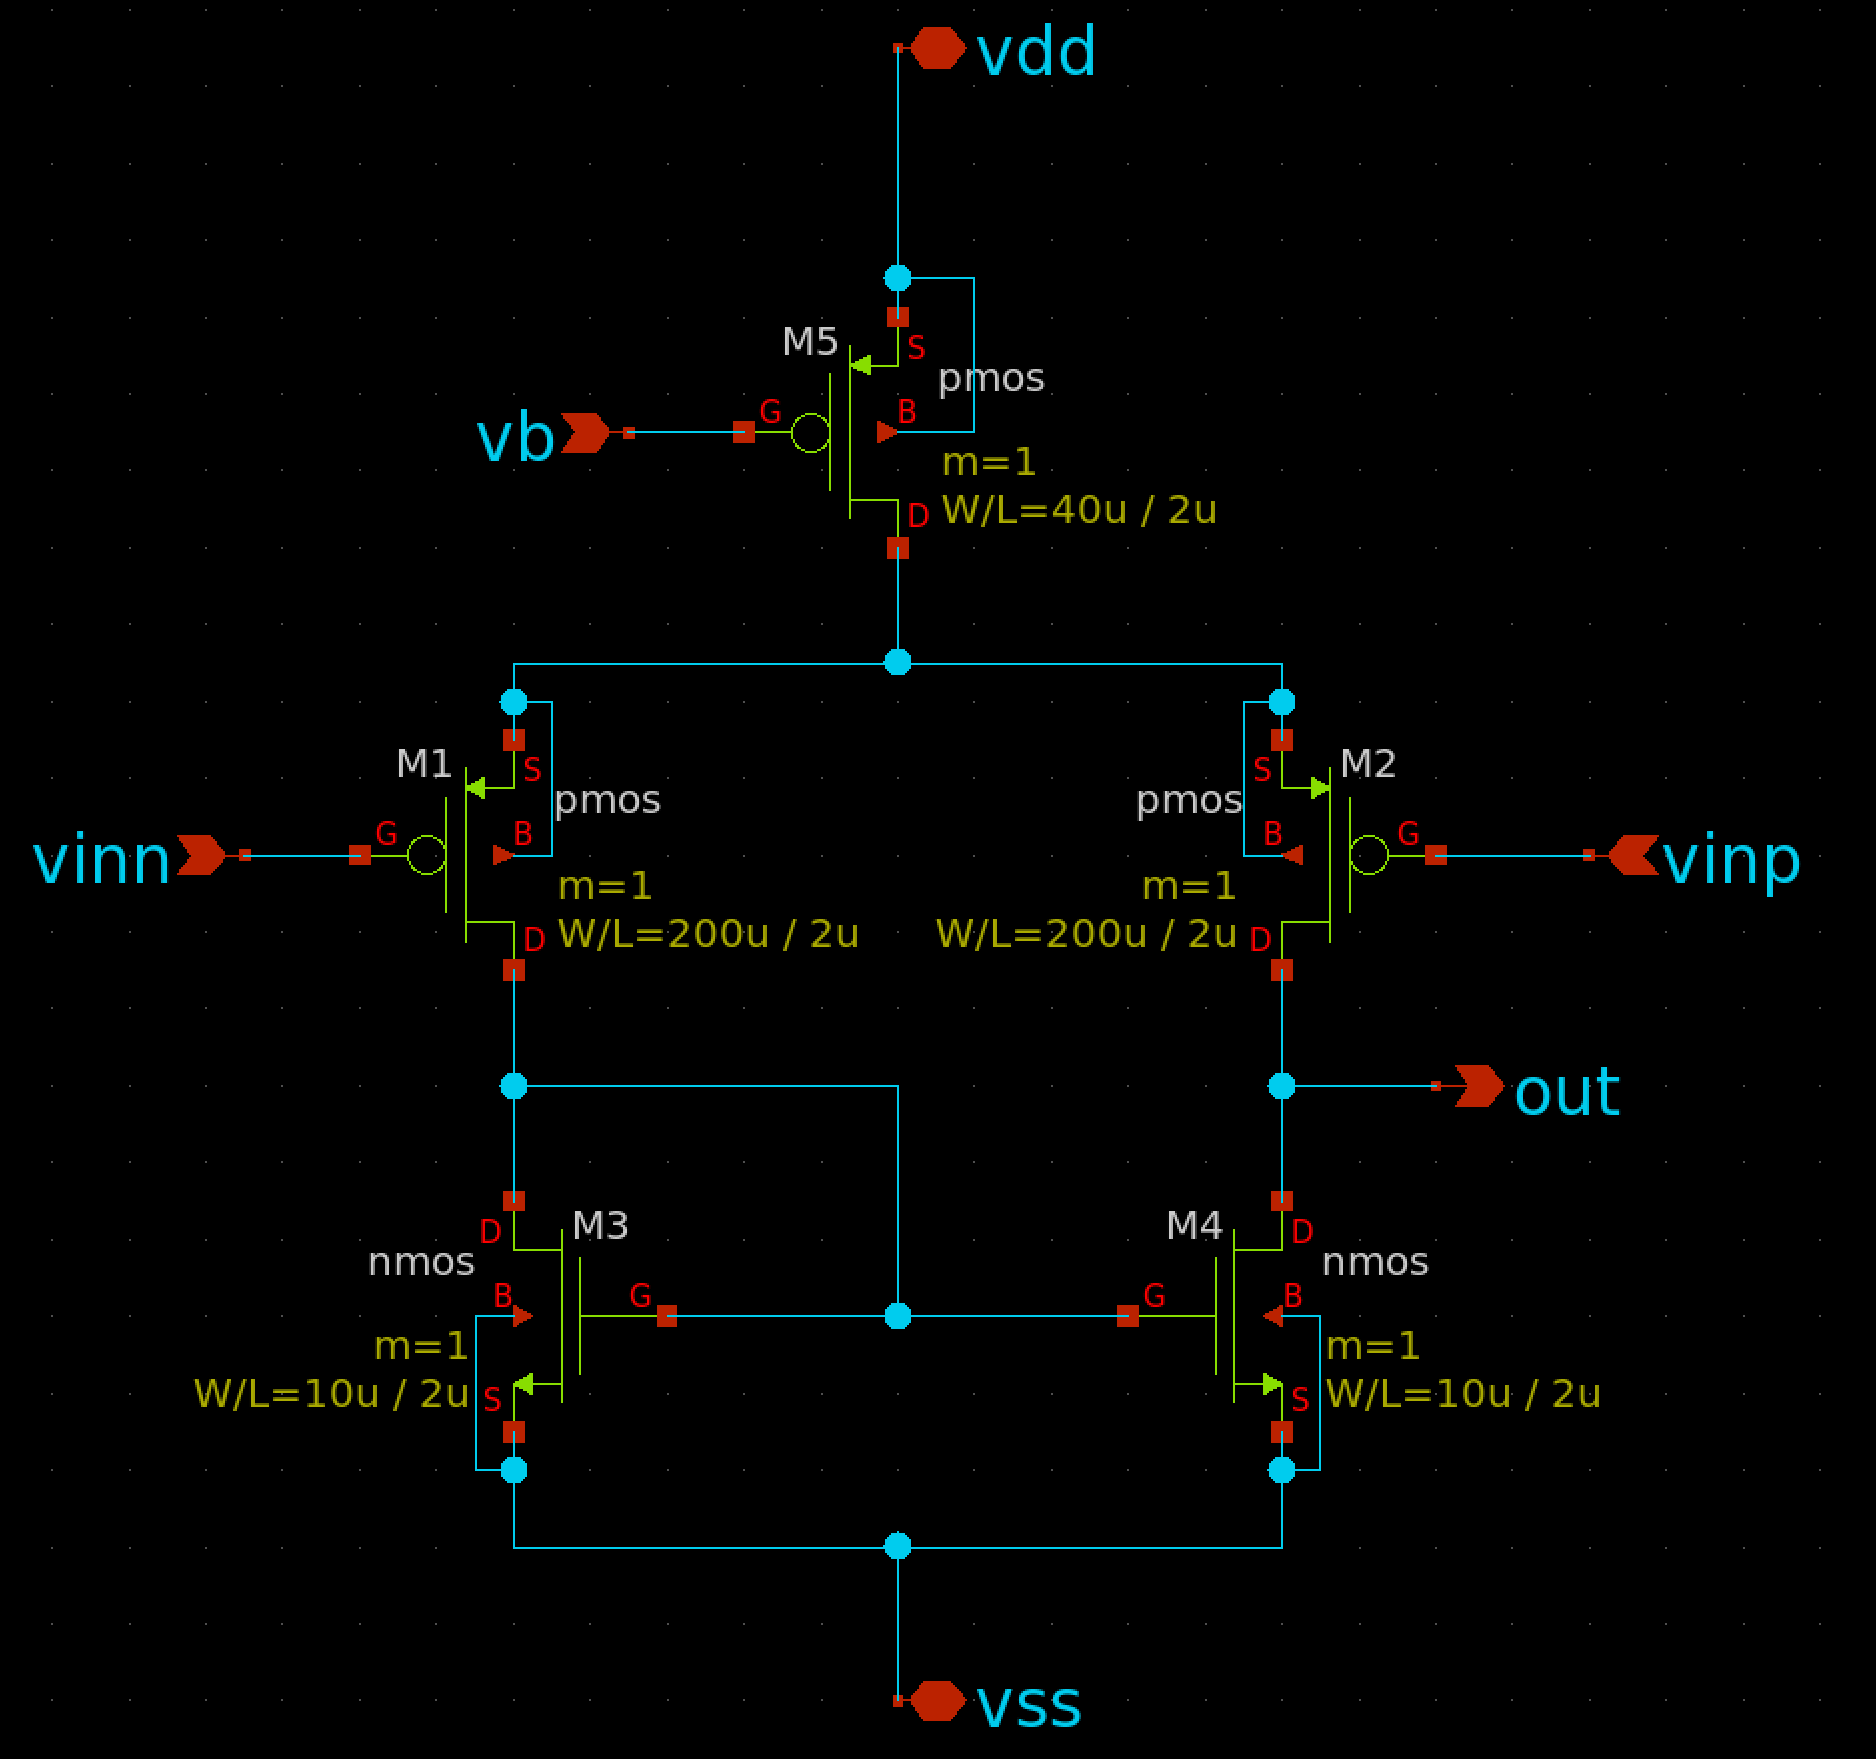 vdd
M5
S
pmos
G
B
vb
m=1
W/L=40u / 2u
D
M1
S
pmos
G
B
vinn
m=1
W/L=200u / 2u
D
M2
S
pmos
B
G
vinp
m=1
W/L=200u / 2u
D
out
D
M3
nmos
B
G
m=1
W/L=10u / 2u
S
M4
D
nmos
G
B
m=1
W/L=10u / 2u
S
vss